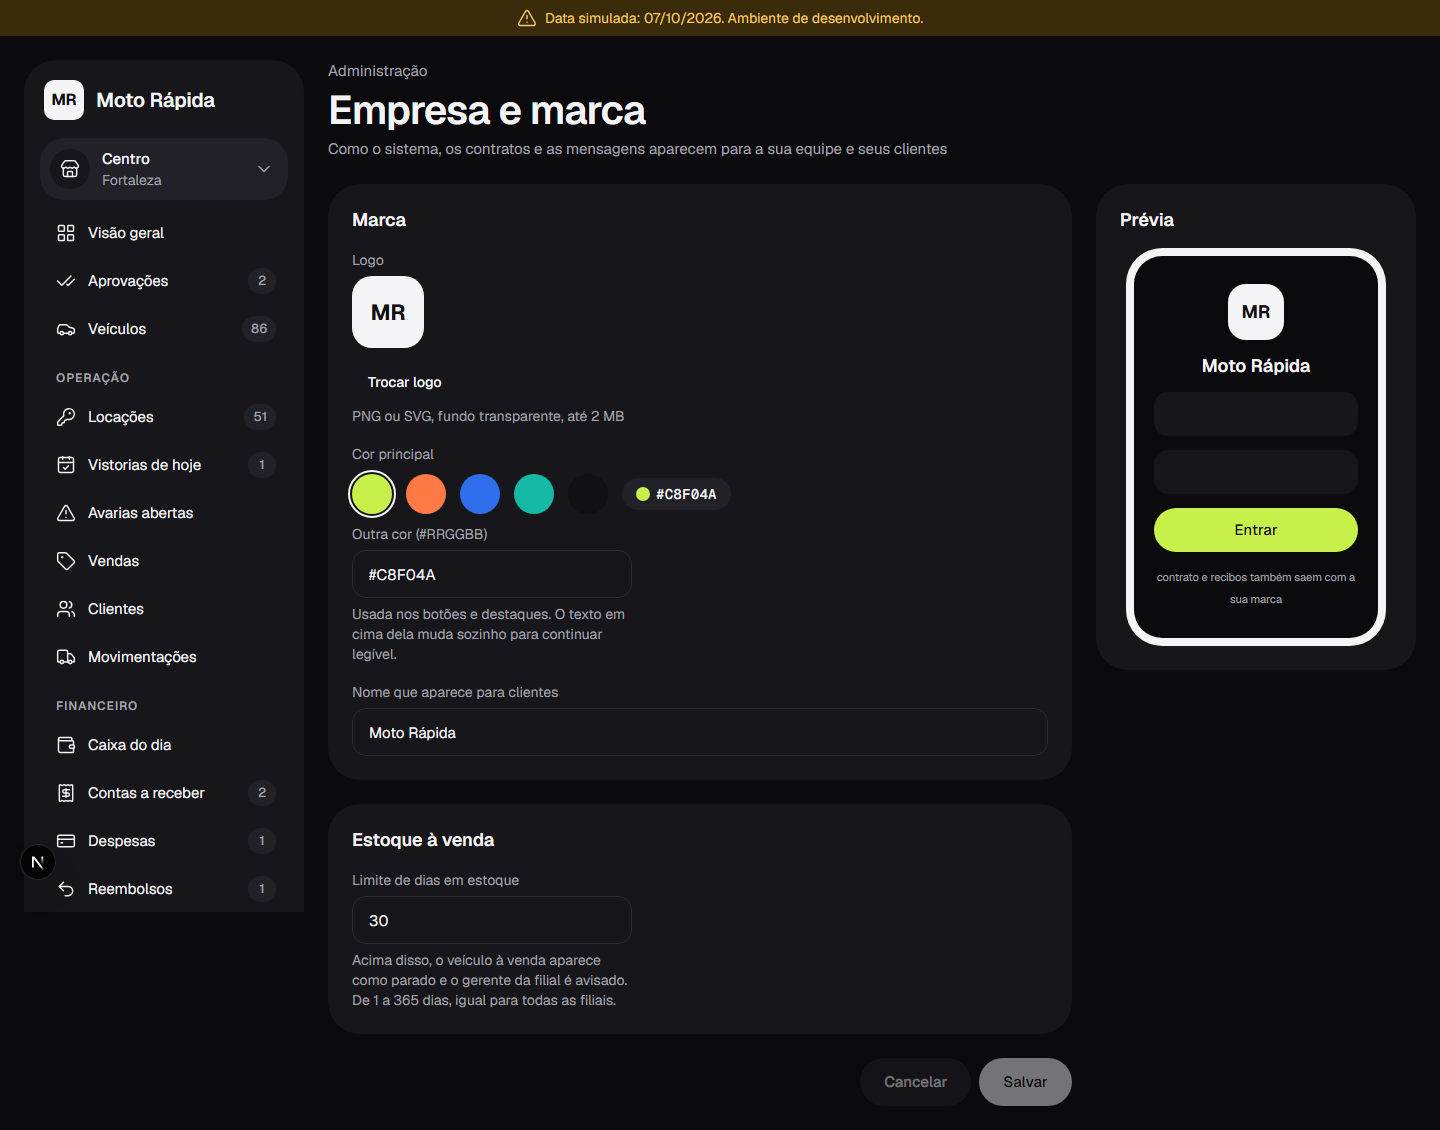 Data simulada: 07/10/2026. Ambiente de desenvolvimento.
MR
Moto Rápida
Centro
Fortaleza
Visão geral
Aprovações
2
Veículos
86
OPERAÇÃO
Locações
51
Vistorias de hoje
1
Avarias abertas
Vendas
Clientes
Movimentações
FINANCEIRO
Caixa do dia
Contas a receber
2
Despesas
1
N
Reembolsos
1
Administração
Empresa e marca
Como o sistema, os contratos e as mensagens aparecem para a sua equipe e seus clientes
Marca
Logo
MR
Trocar logo
PNG ou SVG, fundo transparente, até 2 MB
Cor principal
#C8F04A
Outra cor (#RRGGBB)
#C8F04A
Usada nos botões e destaques. O texto em
cima dela muda sozinho para continuar
legível.
Nome que aparece para clientes
Moto Rápida
Estoque à venda
Limite de dias em estoque
30
Acima disso, o veículo à venda aparece
como parado e o gerente da filial é avisado.
De 1 a 365 dias, igual para todas as filiais.
Cancelar
Salvar
Prévia
MR
Moto Rápida
Entrar
contrato e recibos também saem com a
sua marca